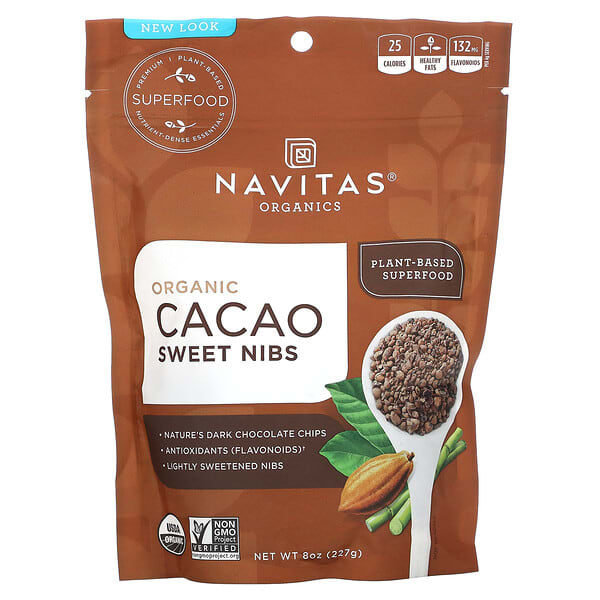 NEW LOOK
PREMIUM | PLANT-BASED
SUPERFOOD
NUTRIENT-DENSE ESSENTIALS
25
CALORIES
HEALTHY
FATS
132MG
FLAVONOIDS
NAVITAS®
ORGANICS
PLANT-BASED
SUPERFOOD
ORGANIC
CACAO
SWEET NIBS
• NATURE'S DARK CHOCOLATE CHIPS
• ANTIOXIDANTS (FLAVONOIDS)†
• LIGHTLY SWEETENED NIBS
USDA
ORGANIC
NON
GMO
Project
VERIFIED
nongmoproject.org
NET WT 8oz (227g)